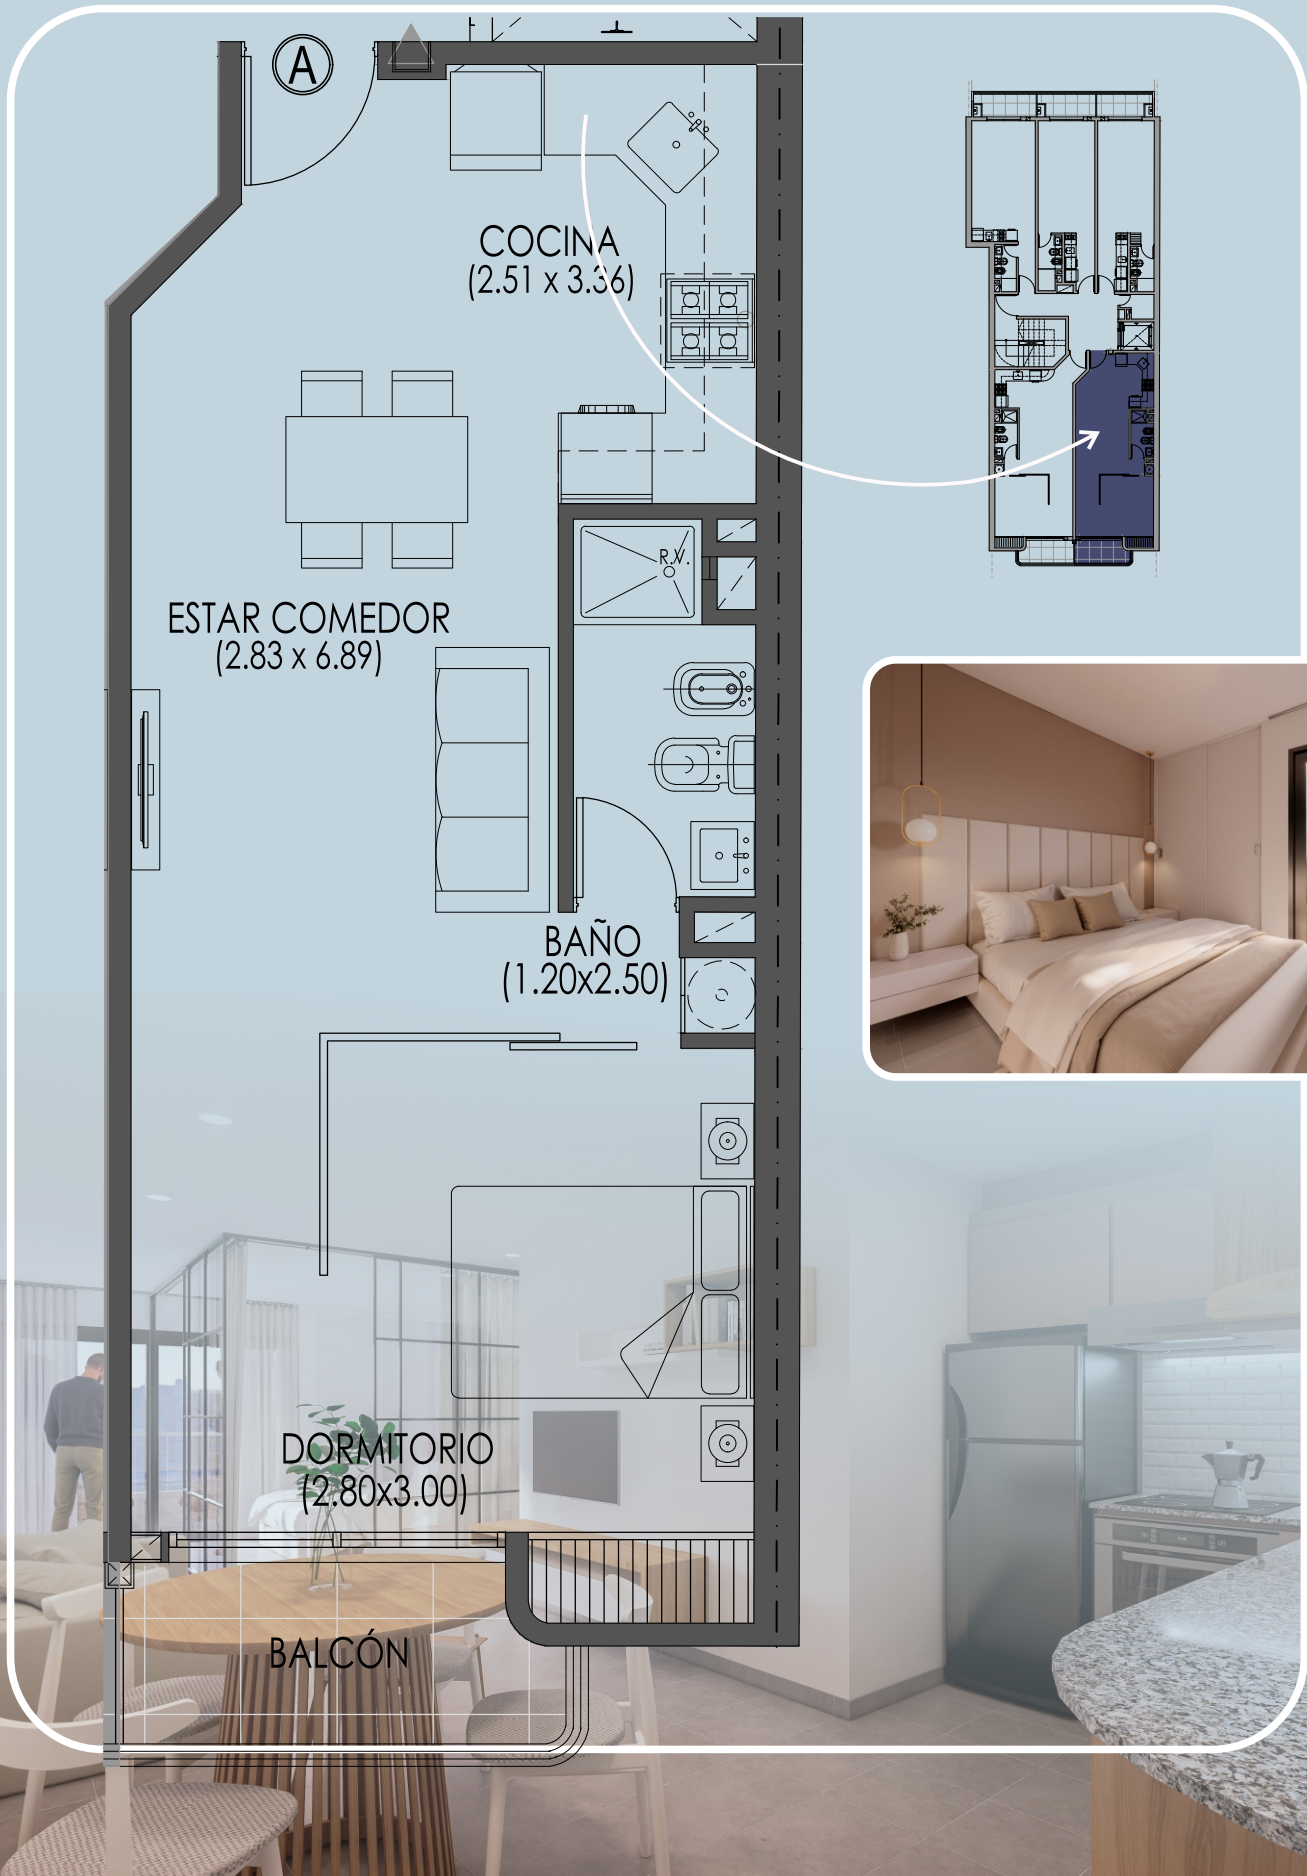 A
COCINA
(2.51 x 3.36)
R.V.
ESTAR COMEDOR
(2.83 x 6.89)
BAÑO
(1.20x2.50)
DORMITORIO
(2.80x3.00)
BALCÓN